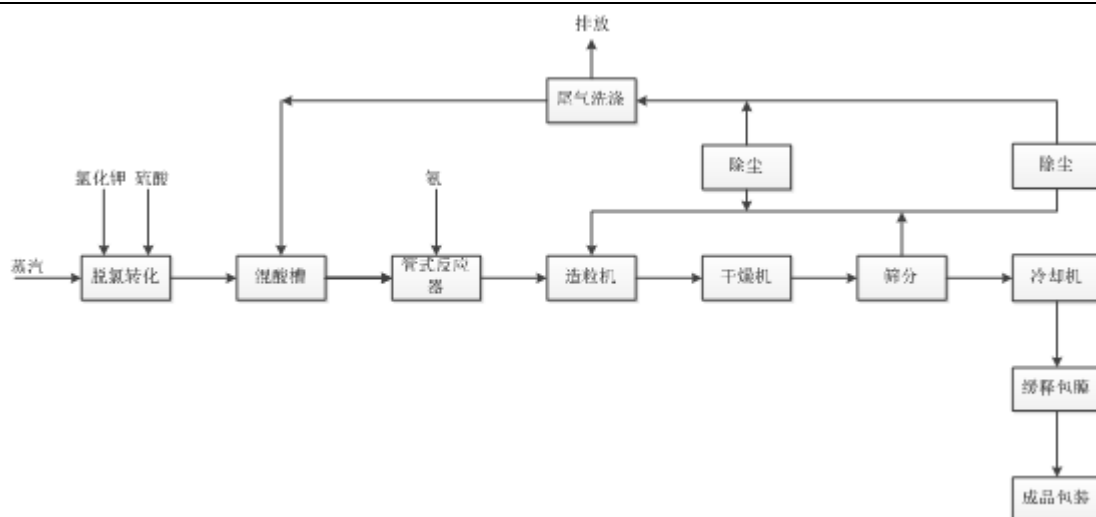 排放
尾气洗涤
除尘
除尘
氯化钾 硫酸
氨
蒸汽
脱氯转化
混酸槽
管式反应
器
造粒机
干燥机
筛分
冷却机
缓释包膜
成品包装